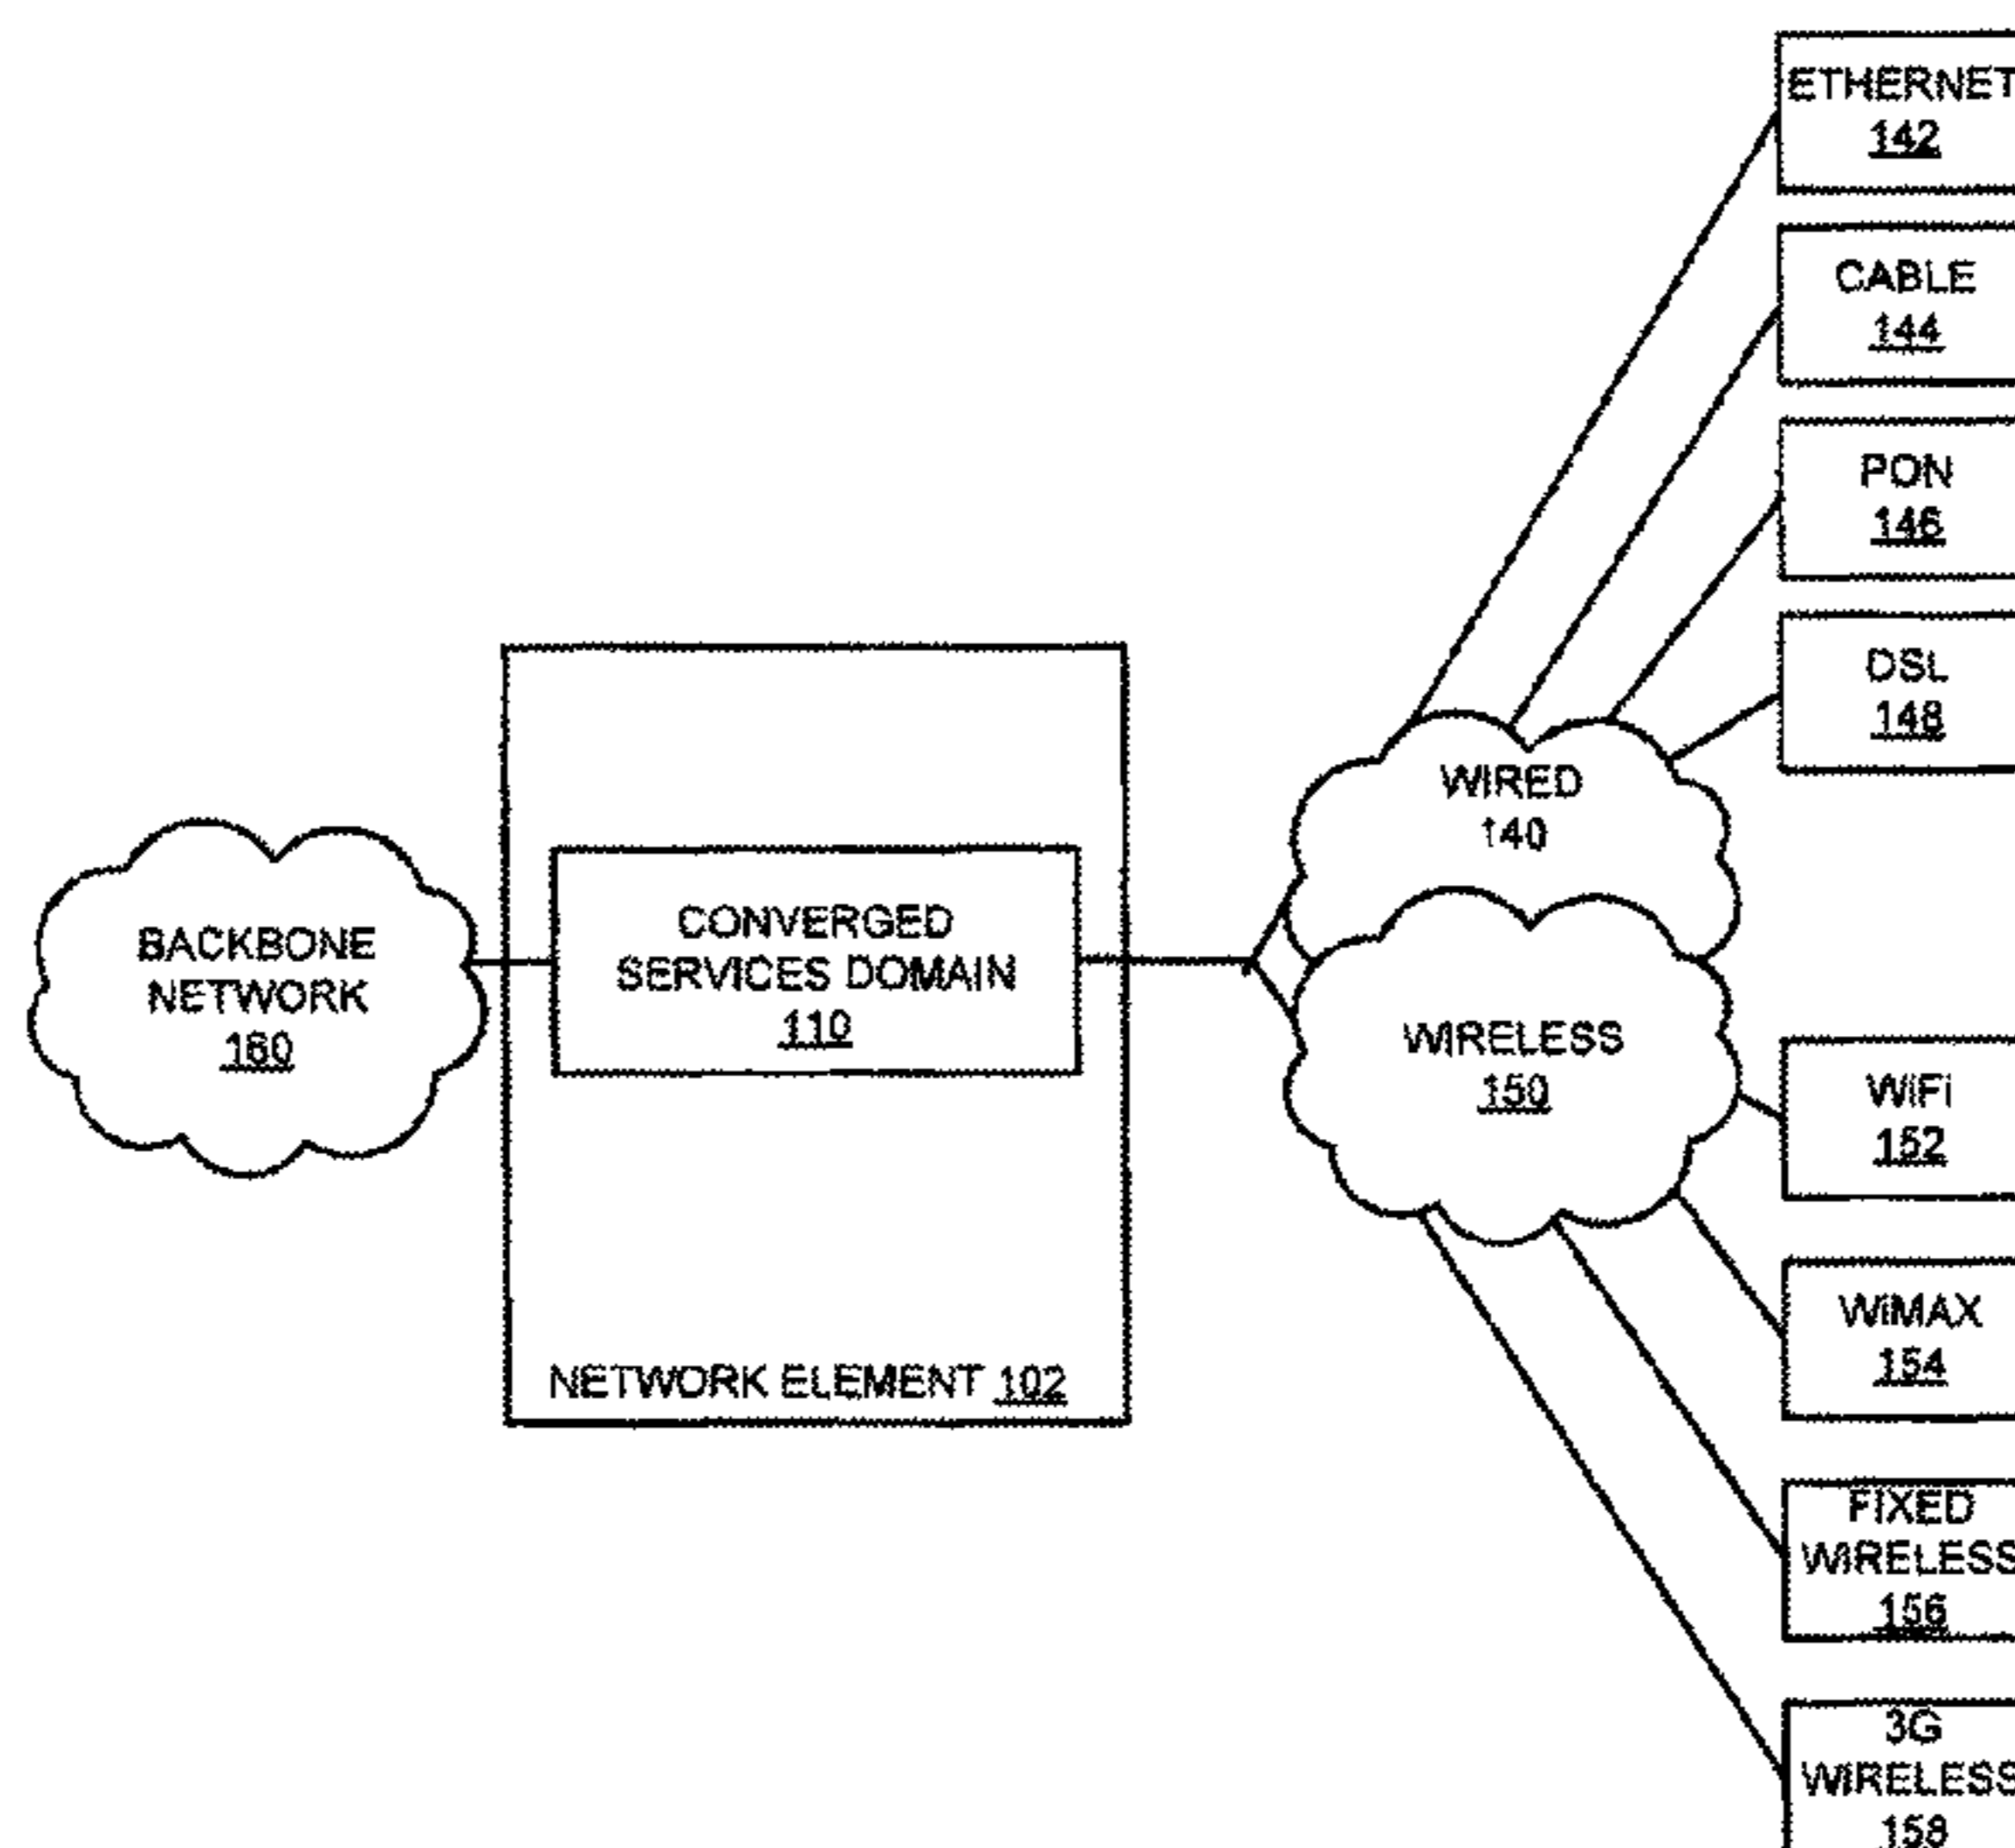 ETHERNET
142
CABLE
144
PON
146
DSL
148
WIRED
140
BACKBONE
NETWORK
160
CONVERGED
SERVICES DOMAIN
110
WIRELESS
150
NETWORK ELEMENT 102
WiFi
152
WiMAX
154
FIXED
WIRELESS
156
3G
WIRELESS
158